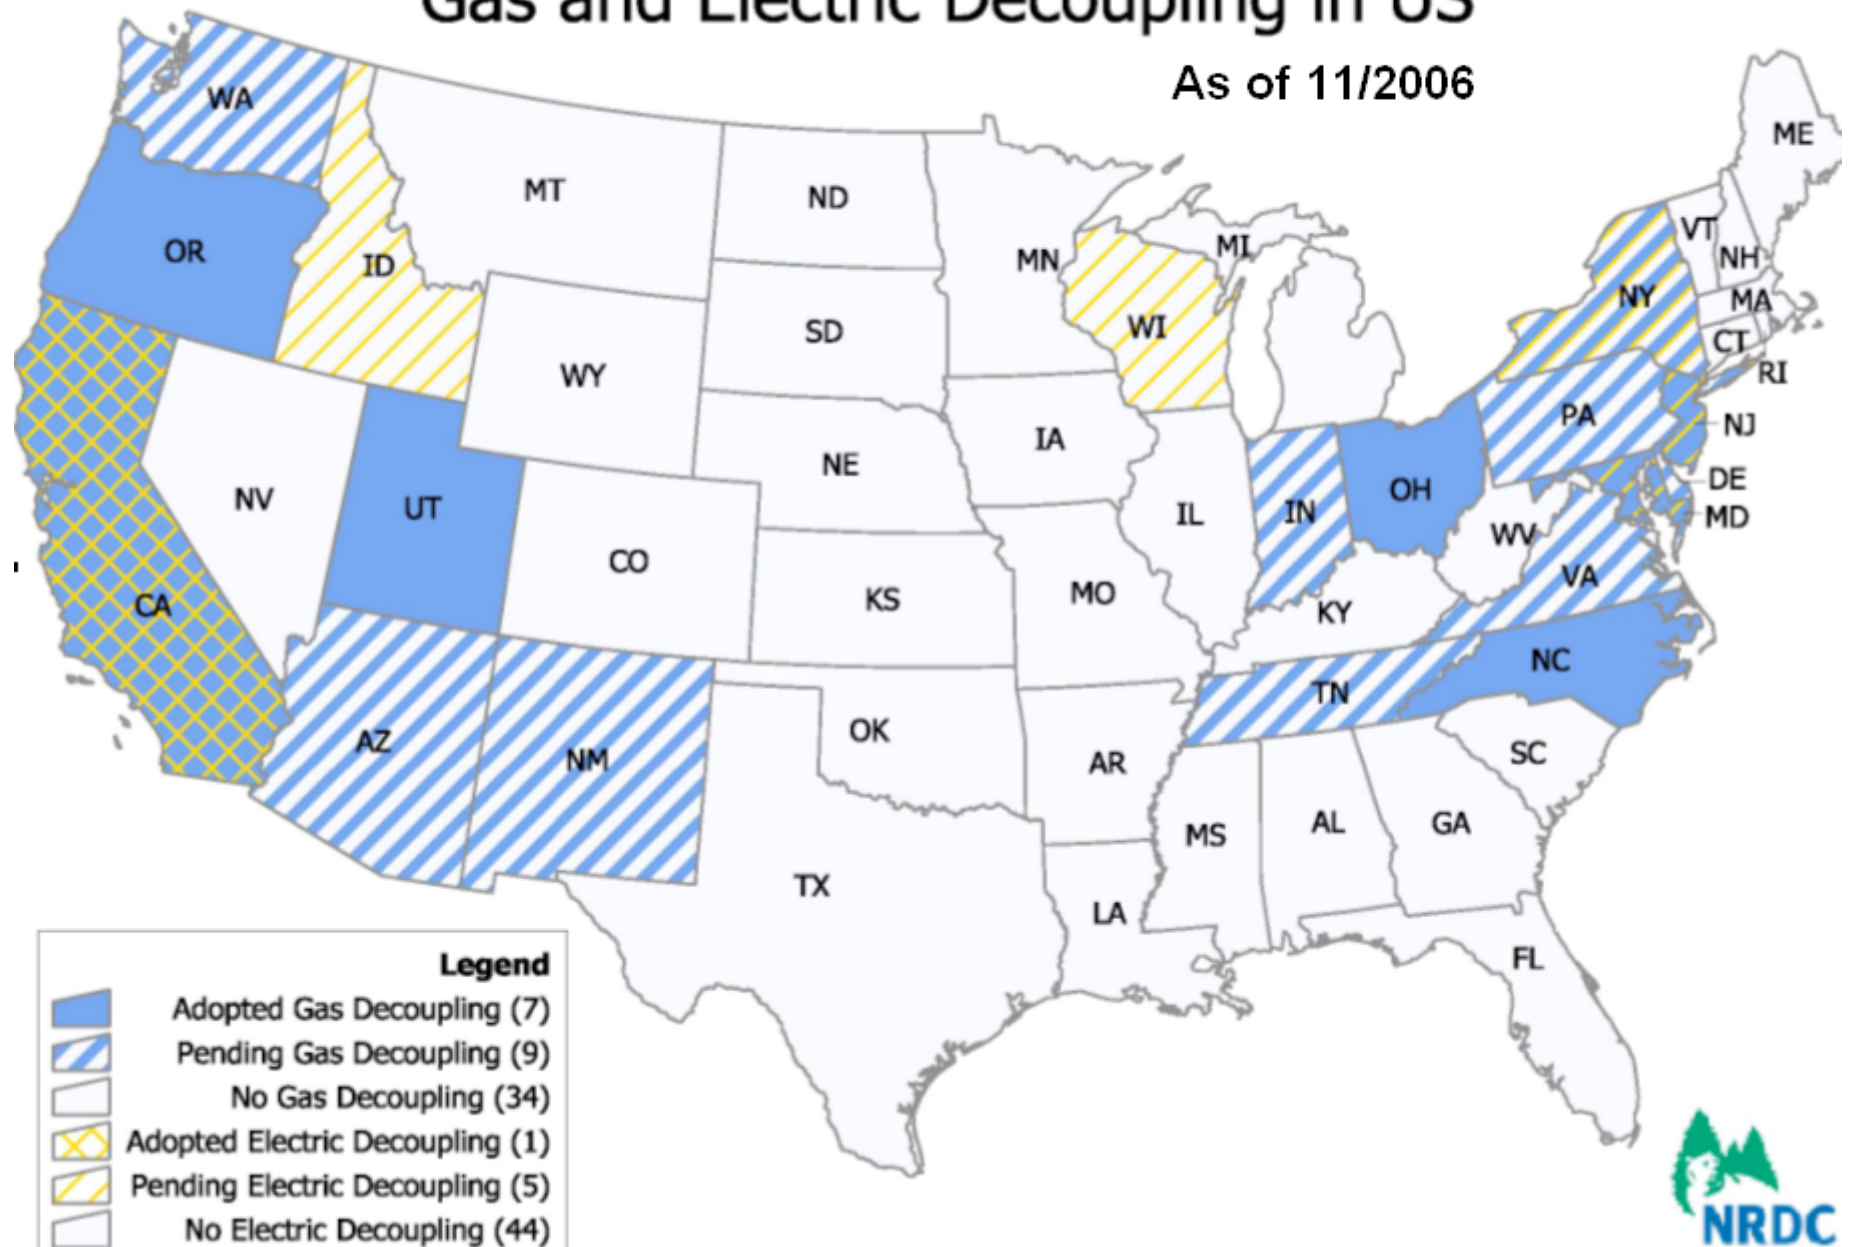 Gas and Electric Decoupling in US
As of 11/2006
WA
ME
MT
ND
VT
OR
MN
MI
NH
ID
NY
MA
WI
SD
CT
WY
RI
PA
NJ
IA
NE
OH
DE
NV
UT
IL
IN
MD
WV
CO
VA
KS
MO
CA
KY
NC
TN
OK
AZ
SC
NM
AR
MS
AL
GA
TX
LA
FL
Legend
Adopted Gas Decoupling (7)
Pending Gas Decoupling (9)
No Gas Decoupling (34)
Adopted Electric Decoupling (1)
Pending Electric Decoupling (5)
No Electric Decoupling (44)
NRDC